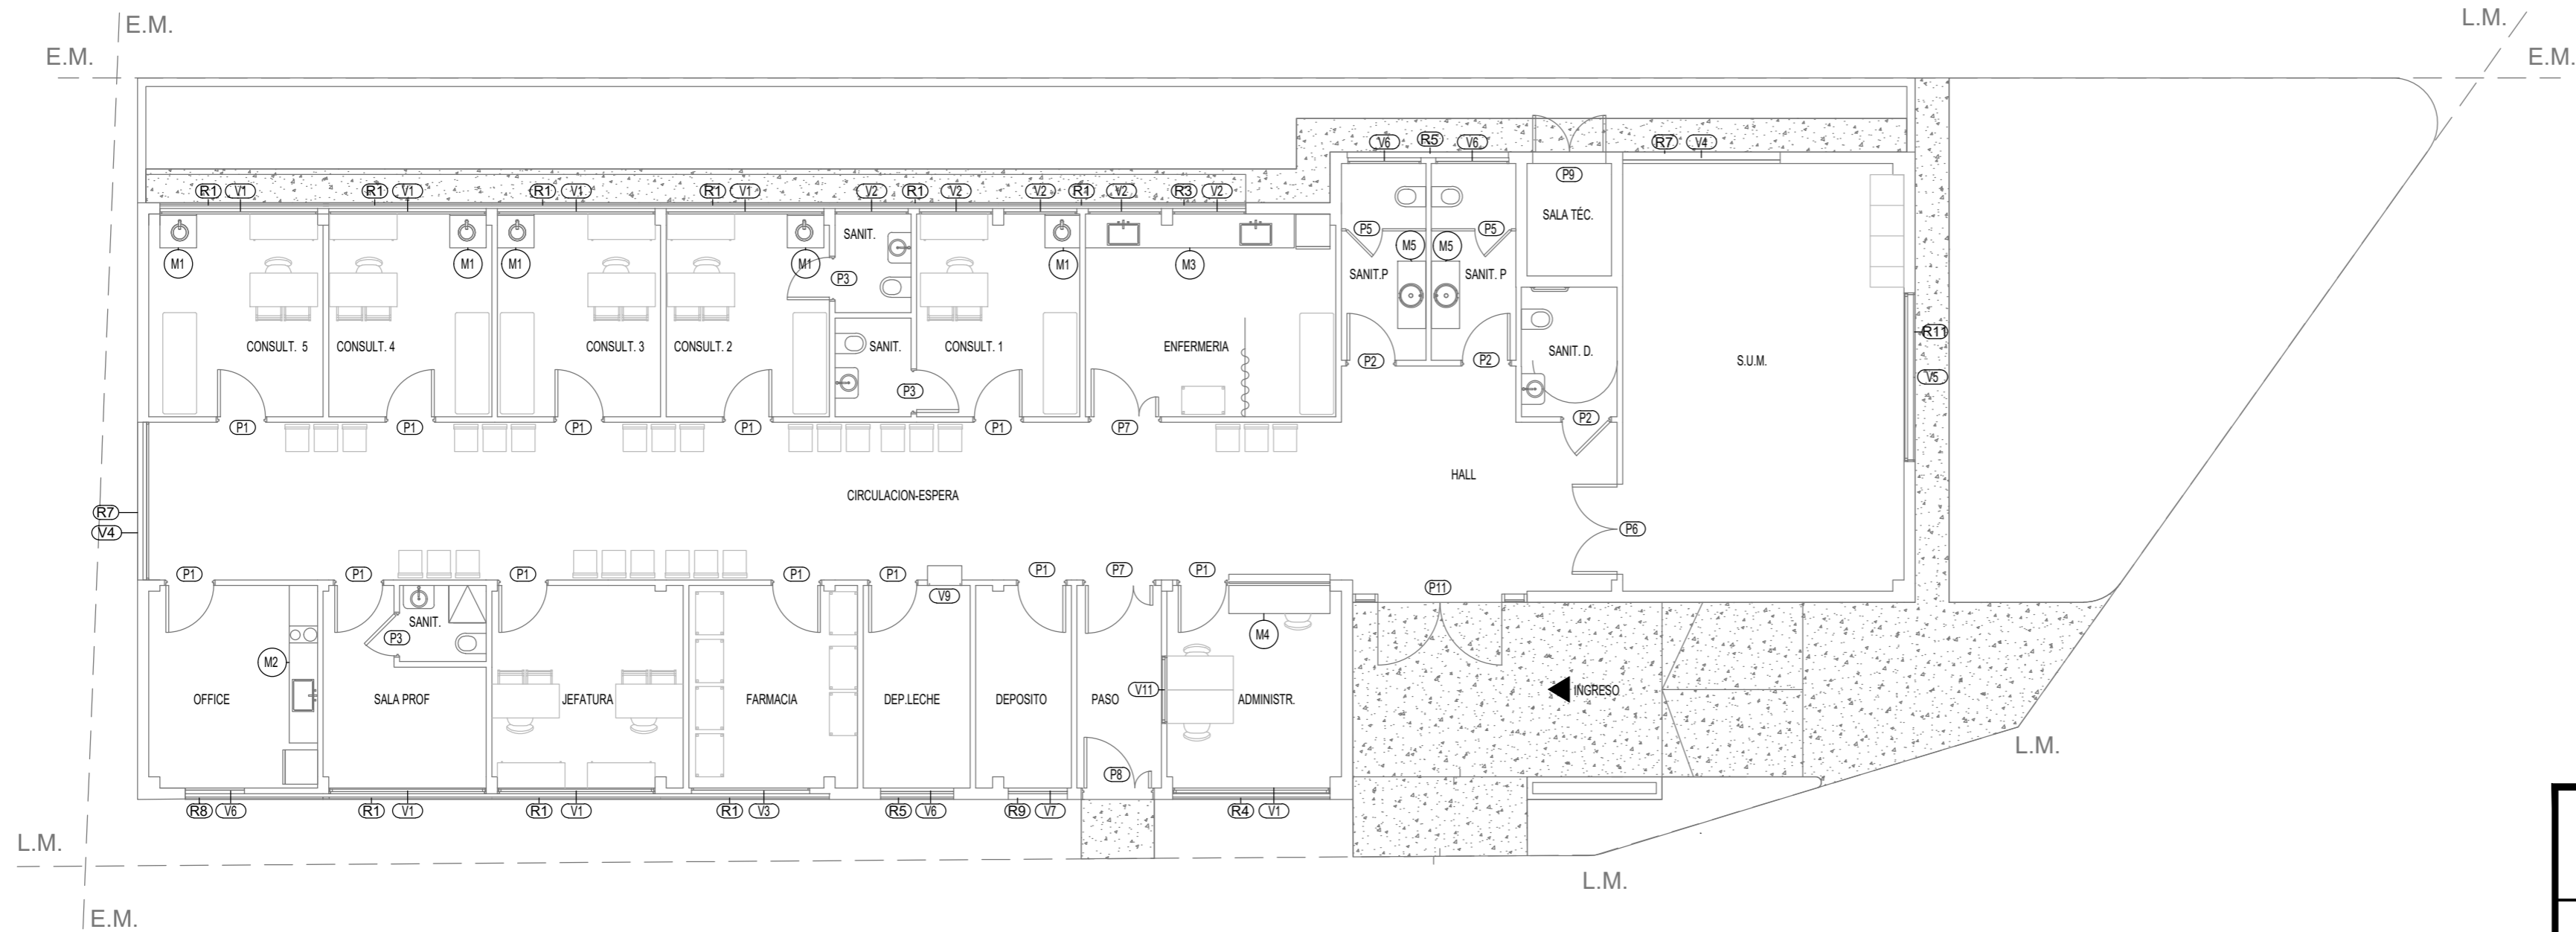 E.M.
L.M.
E.M.
E.M.
V6 R5 V6 R7 V4
P9
R1 V1 R1 V1 R1 V1 R1 V1 V2 R1 V2 V2 R1 V2 R3 V2
SALA TÉC.
P5 P5
SANIT.
M5 M5
M1 M1 M1 M1 M1 M3
P3
SANIT.P SANIT. P
R11
CONSULT. 5 CONSULT. 4 CONSULT. 3 CONSULT. 2 SANIT. CONSULT. 1 ENFERMERIA SANIT. D.
P2 P2 S.U.M.
V5
P3
P2
P1 P1 P1 P1 P1 P7
HALL
CIRCULACION-ESPERA
R7
V4
P6
P1 P1 P1 P1 P1 P1 P7 P1
P11
V9
SANIT.
P3 M4
M2
V11 INGRESO
OFFICE SALA PROF JEFATURA FARMACIA DEP.LECHE DEPOSITO PASO ADMINISTR.
L.M.
P8
R8 V6 R1 V1 R1 V1 R1 V3 R5 V6 R9 V7 R4 V1
L.M.
L.M.
E.M.